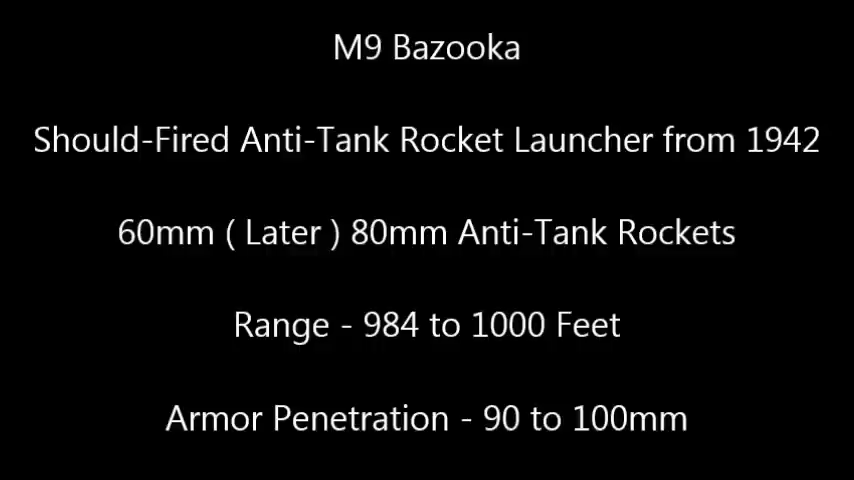 M9 Bazooka
Should-Fired Anti-Tank Rocket Launcher from 1942
60mm ( Later ) 80mm Anti-Tank Rockets
Range - 984 to 1000 Feet
Armor Penetration - 90 to 100mm